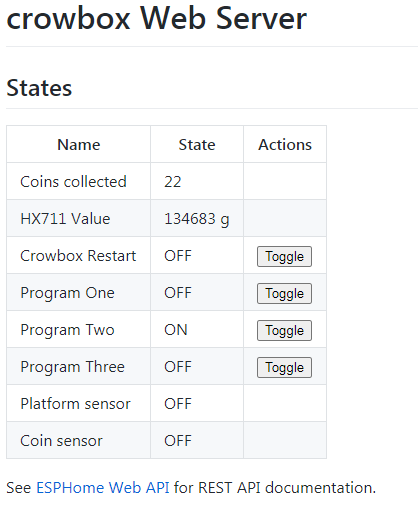 crowbox Web Server
States
Name State Actions
Coins collected 22
HX711 Value 134683 g
Crowbox Restart OFF Toggle
Program One OFF Toggle
Program Two ON Toggle
Program Three OFF Toggle
Platform sensor OFF
Coin sensor OFF
See ESPHome Web API for REST API documentation.